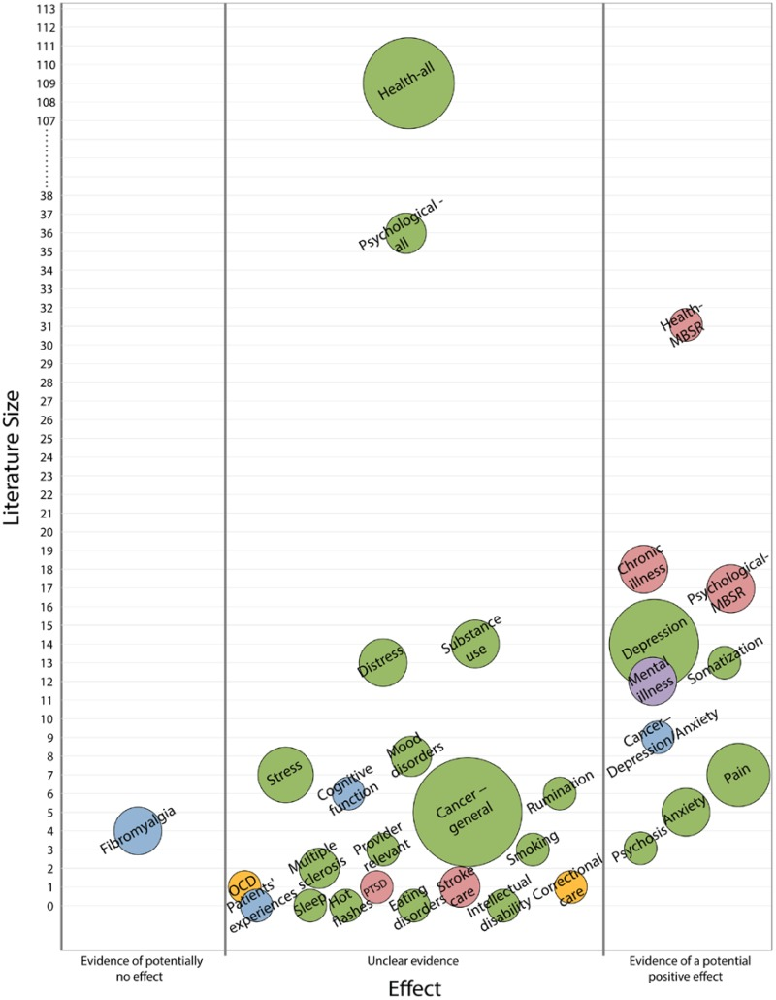 113
112
111
110
109
108
107
38
37
36
35
34
33
32
31
30
29
28
27
26
25
24
23
22
21
20
19
18
17
16
15
14
13
12
11
10
9
8
7
6
5
4
3
2
1
0
Literature Size
Health-all
Psychological -
all
Health-
MBSR
Chronic
illness
Psychological-
MBSR
Depression
Mental
illness
Somatization
Distress
Substance
use
Cancer–
Depression/Anxiety
Mood
disorders
Stress
Cognitive
function
Cancer –
general
Rumination
Pain
Anxiety
Fibromyalgia
Psychosis
Smoking
Provider
relevant
Multiple
sclerosis
OCD
Patients'
experiences
Sleep
Hot
flashes
PTSD
Eating
disorders
Stroke
care
Intellectual
disability
Correctional
care
Evidence of potentially
no effect
Unclear evidence
Evidence of a potential
positive effect
Effect